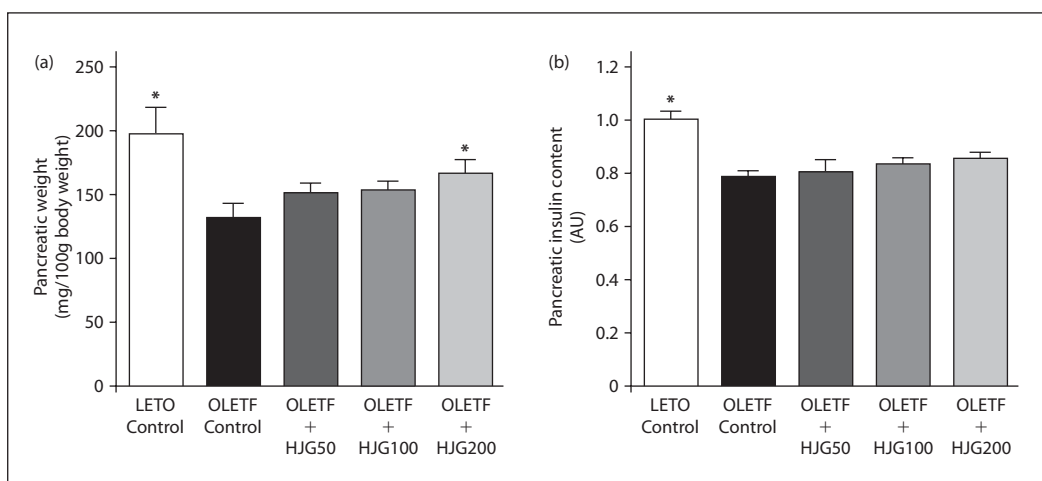 (a)
250
200
150
100
50
0
Pancreatic weight
(mg/100g body weight)
*
*
LETO
Control
OLETF
Control
OLETF
+
HJG50
OLETF
+
HJG100
OLETF
+
HJG200
(b)
1.2
1.0
0.8
0.6
0.4
0.2
0
Pancreatic insulin content
(AU)
*
LETO
Control
OLETF
Control
OLETF
+
HJG50
OLETF
+
HJG100
OLETF
+
HJG200